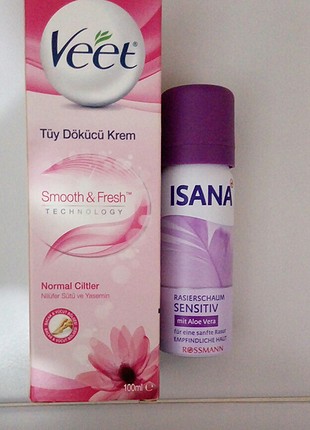 Veet
Tüy Dökücü Krem
Smooth & Fresh™
TECHNOLOGY
Normal Ciltler
Nilüfer Sütü ve Yasemin
100ml e
ISANA
RASIERSCHAUM
SENSITIV
mit Aloe Vera
für eine sanfte Rasur
EMPFINDLICHE HAUT
ROSSMANN